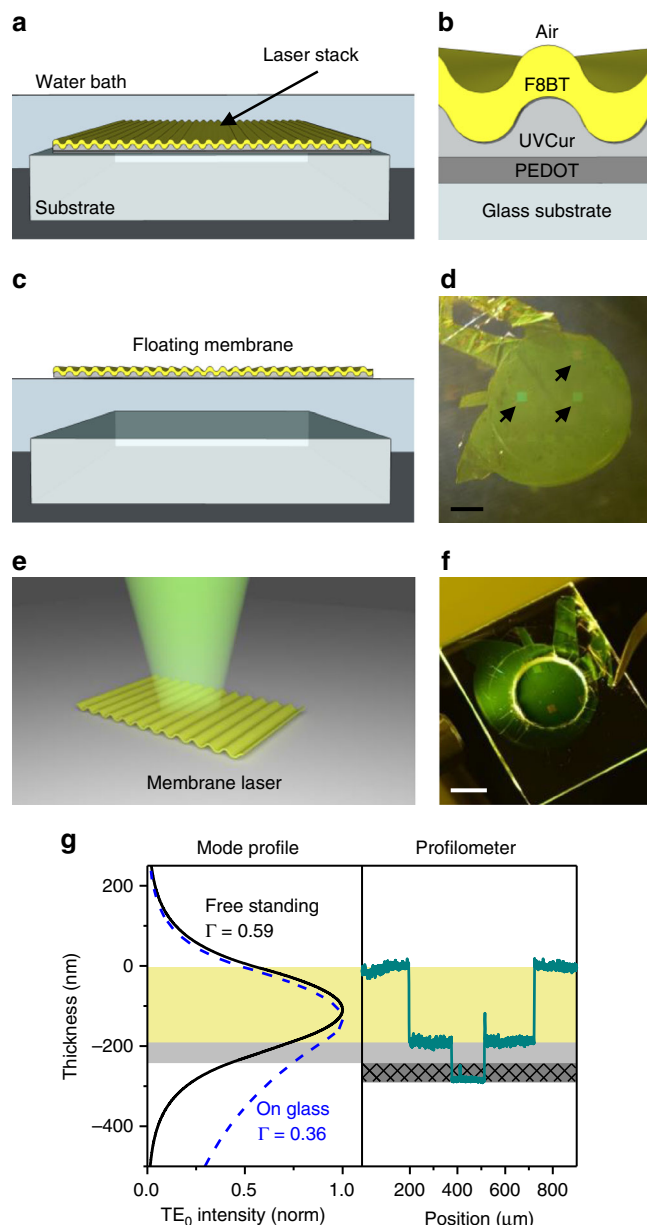 a
Water bath
Laser stack
Substrate
b
Air
F8BT
UVCur
PEDOT
Glass substrate
c
Floating membrane
d
e
Membrane laser
f
g
Mode profile
Profilometer
200
0
−200
−400
Thickness (nm)
Free standing
Γ = 0.59
On glass
Γ = 0.36
0.0
0.5
1.0
TE₀ intensity (norm)
200
400
600
800
Position (μm)